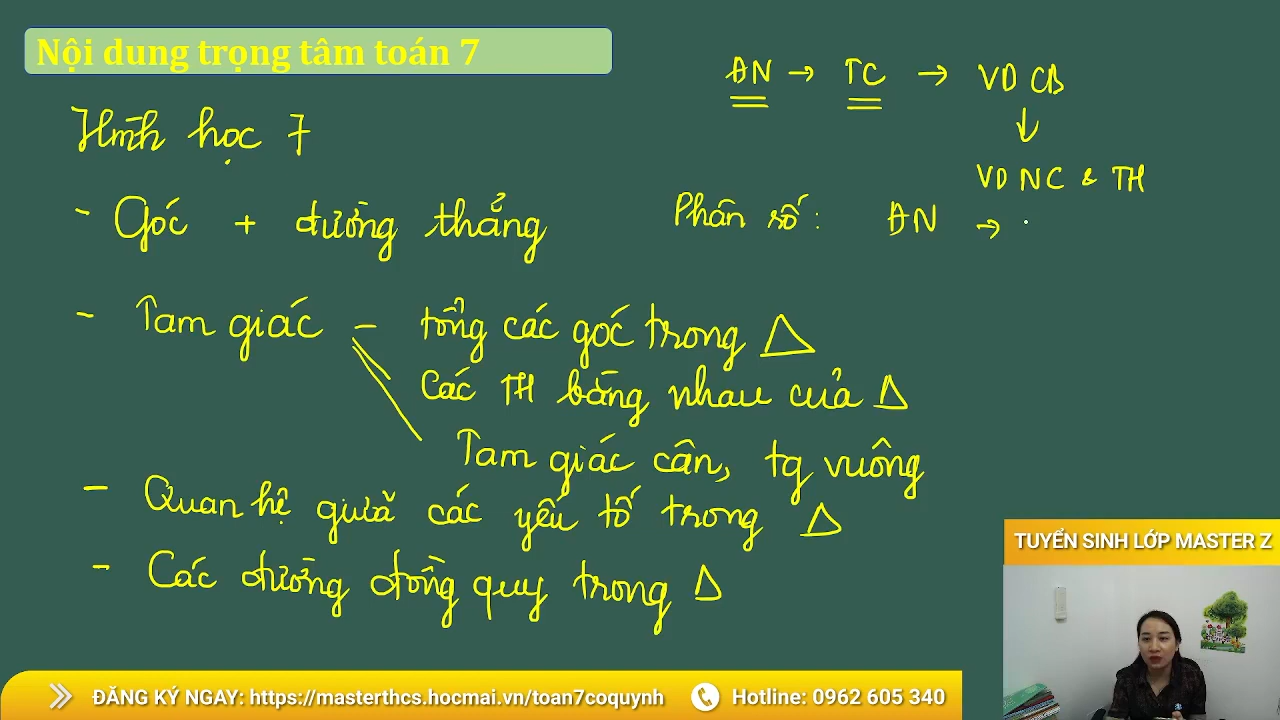 Nội dung trọng tâm toán 7
Hình học 7
- Góc + đường thẳng
- Tam giác - tổng các góc trong Δ
Các TH bằng nhau của Δ
Tam giác cân, tg vuông
- Quan hệ giữa các yếu tố trong Δ
- Các đường đồng quy trong Δ
ĐN → TC → VD CB
↓
VD NC & TH
Phân số: ĐN →
TUYỂN SINH LỚP MASTER Z
ĐĂNG KÝ NGAY: https://masterthcs.hocmai.vn/toan7coquynh Hotline: 0962 605 340